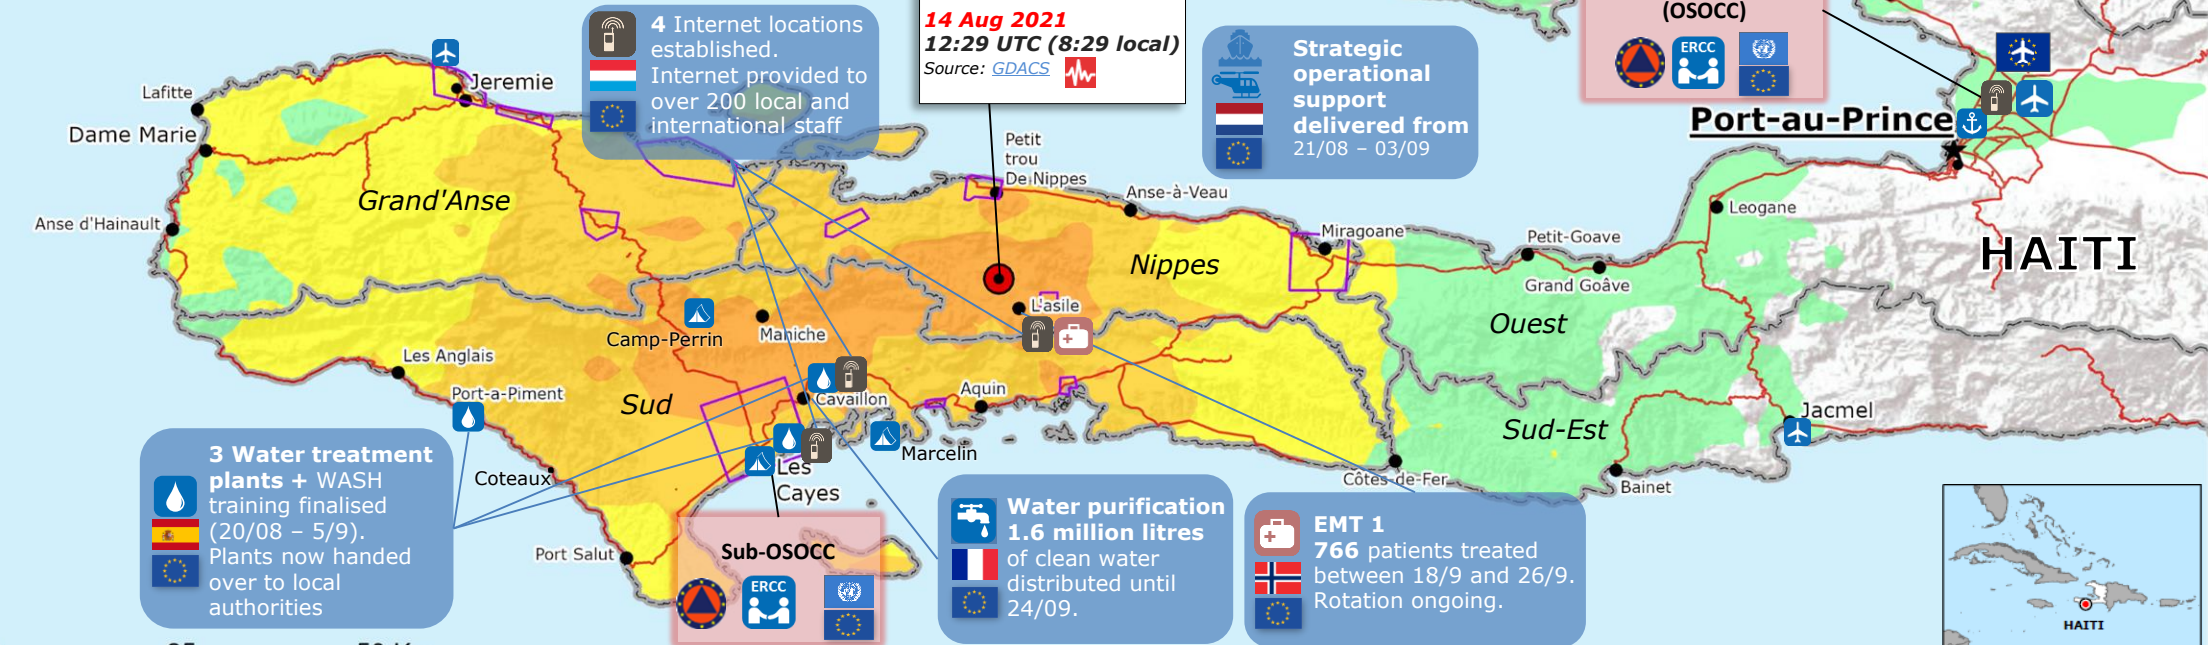 4 Internet locations
established.
Internet provided to
over 200 local and
international staff
14 Aug 2021
12:29 UTC (8:29 local)
Source: GDACS
Strategic
operational
support
delivered from
21/08 – 03/09
(OSOCC)
ERCC
Port-au-Prince
HAITI
Lafitte
Jeremie
Dame Marie
Grand'Anse
Anse d'Hainault
Petit
trou
De Nippes
Anse-à-Veau
Miragoane
Nippes
Leogane
Petit-Goave
Grand Goâve
Ouest
L'asile
Camp-Perrin
Maniche
Les Anglais
Port-a-Piment
Sud
Cavaillon
Aquin
Sud-Est
Jacmel
Marcelin
Coteaux
Les
Cayes
Côtes-de-Fer
Bainet
Port Salut
3 Water treatment
plants + WASH
training finalised
(20/08 – 5/9).
Plants now handed
over to local
authorities
Sub-OSOCC
ERCC
Water purification
1.6 million litres
of clean water
distributed until
24/09.
EMT 1
766 patients treated
between 18/9 and 26/9.
Rotation ongoing.
HAITI